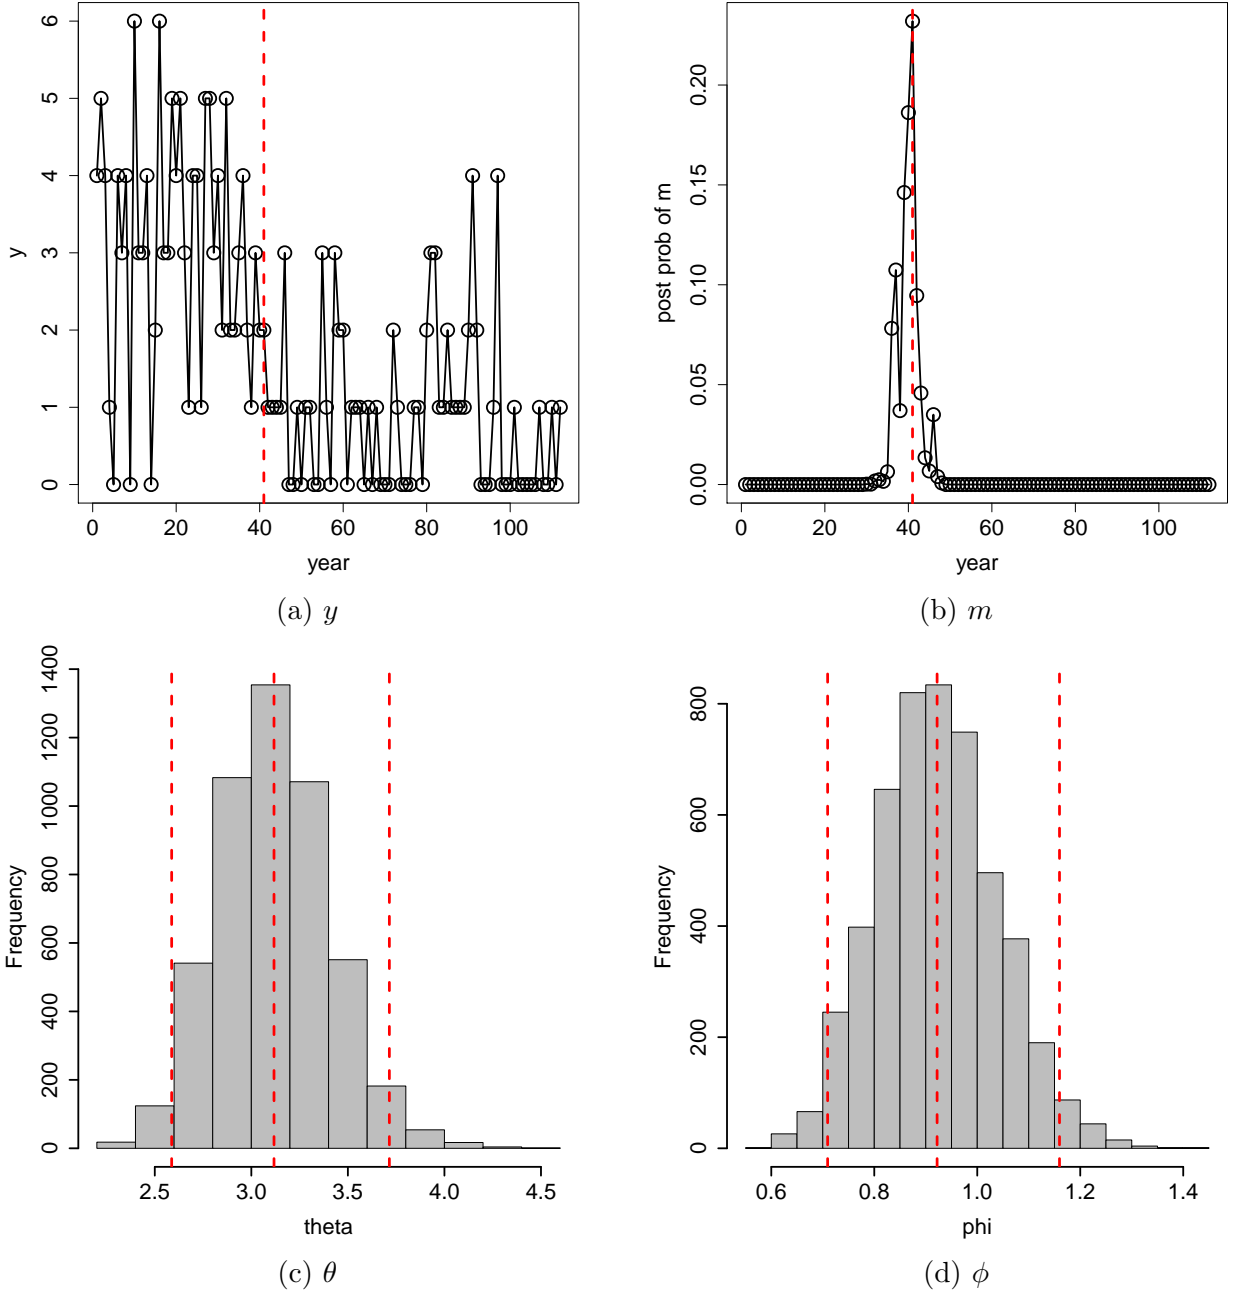 y
0 1 2 3 4 5 6
0 20 40 60 80 100
year
(a) y
post prob of m
0.00 0.05 0.10 0.15 0.20
0 20 40 60 80 100
year
(b) m
Frequency
0 200 400 600 800 1000 1200 1400
2.5 3.0 3.5 4.0 4.5
theta
(c) θ
Frequency
0 200 400 600 800
0.6 0.8 1.0 1.2 1.4
phi
(d) ϕ